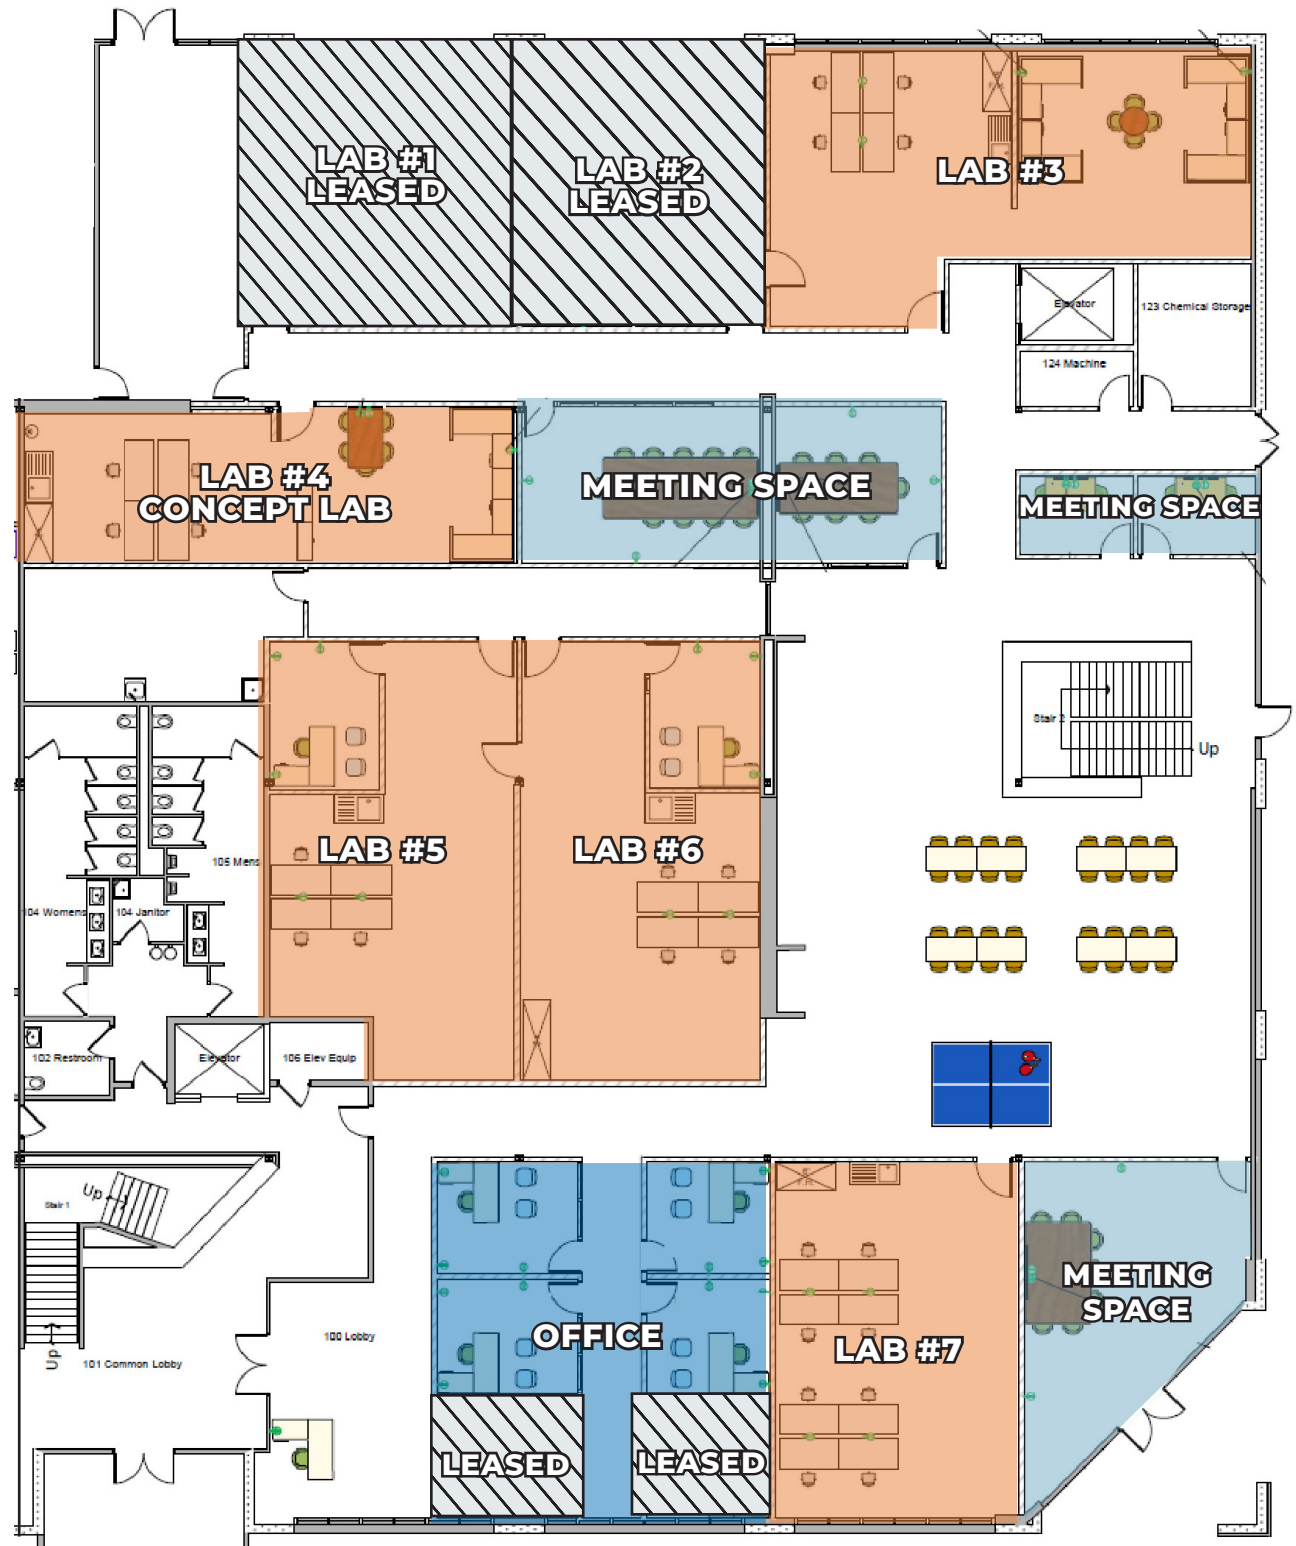 LAB #1
LEASED
LAB #2
LEASED
LAB #3
Elevator
123 Chemical Storage
124 Machine
LAB #4
CONCEPT LAB
MEETING SPACE
MEETING SPACE
Stair 2
Up
LAB #5
LAB #6
105 Mens
104 Womens
104 Janitor
102 Restroom
Elevator
106 Elev Equip
Up
Stair 1
OFFICE
LAB #7
MEETING
SPACE
100 Lobby
Up
101 Common Lobby
LEASED
LEASED